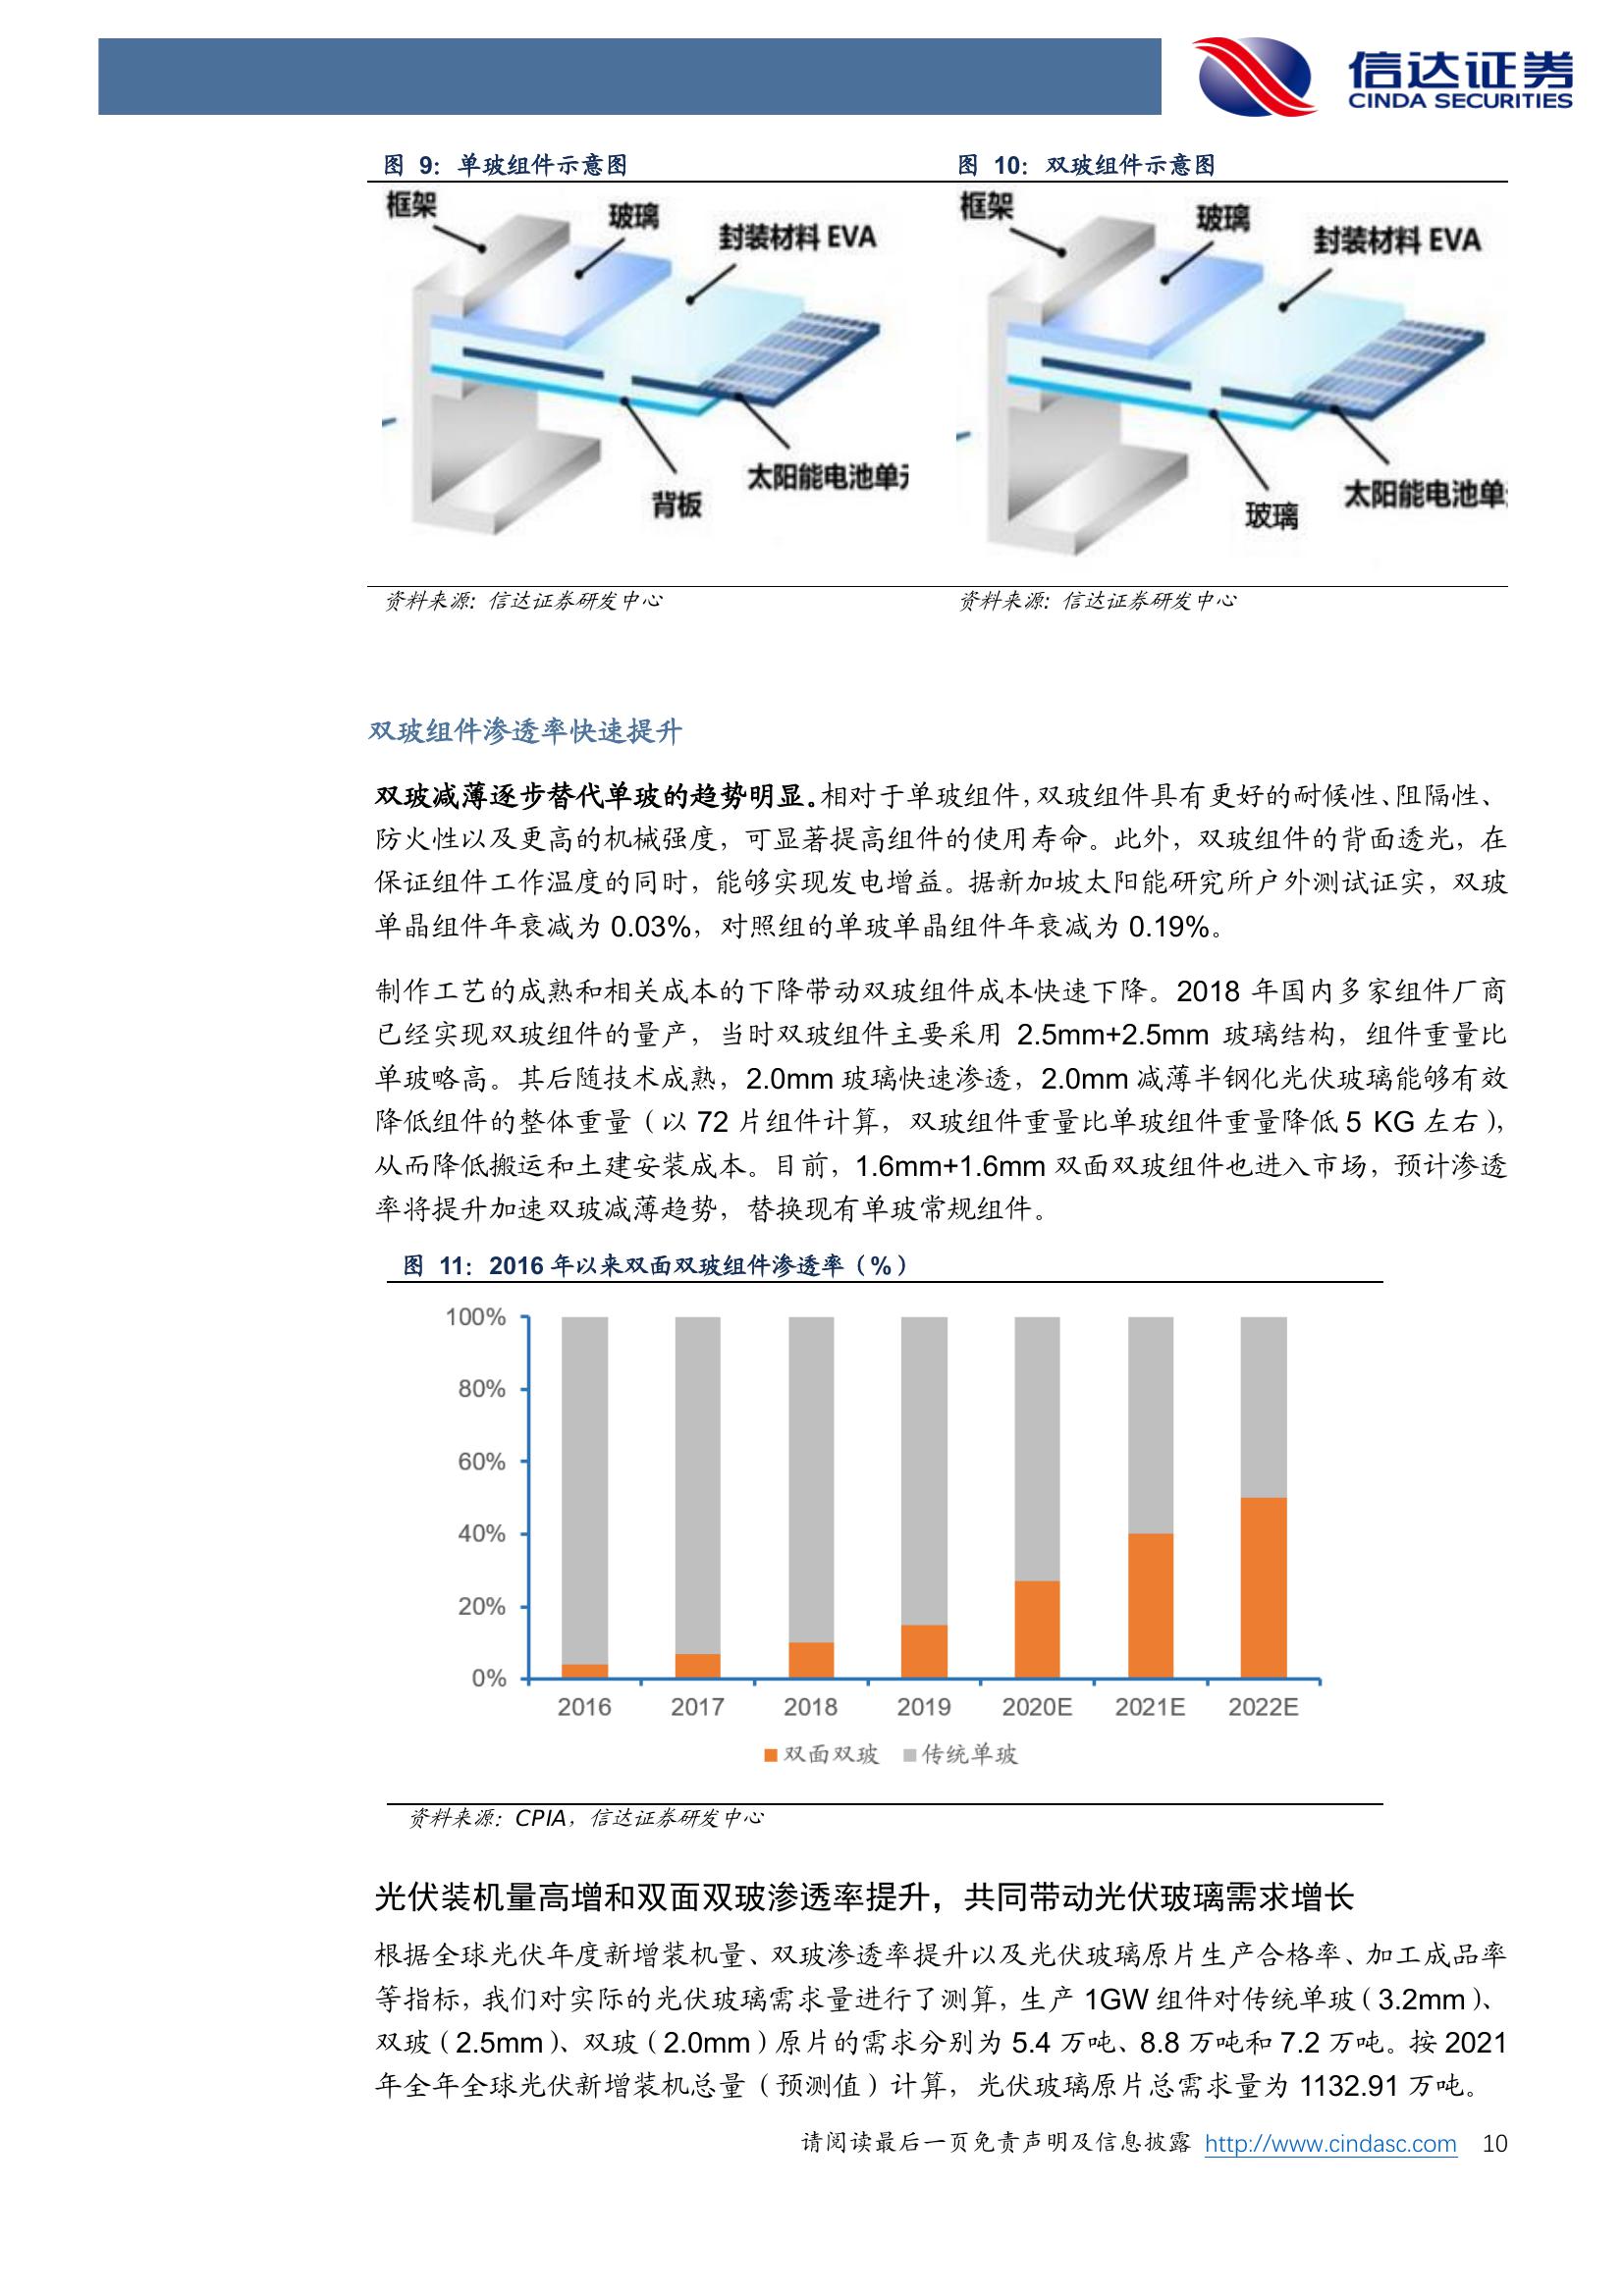 信达证券
CINDA SECURITIES
图 9：单玻组件示意图
图 10：双玻组件示意图
框架
玻璃
封装材料 EVA
背板
太阳能电池单
框架
玻璃
封装材料 EVA
玻璃
太阳能电池单
资料来源：信达证券研发中心
资料来源：信达证券研发中心
双玻组件渗透率快速提升
双玻减薄逐步替代单玻的趋势明显。相对于单玻组件，双玻组件具有更好的耐候性、阻隔性、
防火性以及更高的机械强度，可显著提高组件的使用寿命。此外，双玻组件的背面透光，在
保证组件工作温度的同时，能够实现发电增益。据新加坡太阳能研究所户外测试证实，双玻
单晶组件年衰减为 0.03%，对照组的单玻单晶组件年衰减为 0.19%。
制作工艺的成熟和相关成本的下降带动双玻组件成本快速下降。2018 年国内多家组件厂商
已经实现双玻组件的量产，当时双玻组件主要采用 2.5mm+2.5mm 玻璃结构，组件重量比
单玻略高。其后随技术成熟，2.0mm 玻璃快速渗透，2.0mm 减薄半钢化光伏玻璃能够有效
降低组件的整体重量（以 72 片组件计算，双玻组件重量比单玻组件重量降低 5 KG 左右），
从而降低搬运和土建安装成本。目前，1.6mm+1.6mm 双面双玻组件也进入市场，预计渗透
率将提升加速双玻减薄趋势，替换现有单玻常规组件。
图 11：2016 年以来双面双玻组件渗透率（%）
100%
80%
60%
40%
20%
0%
2016 2017 2018 2019 2020E 2021E 2022E
双面双玻 传统单玻
资料来源：CPIA，信达证券研发中心
光伏装机量高增和双面双玻渗透率提升，共同带动光伏玻璃需求增长
根据全球光伏年度新增装机量、双玻渗透率提升以及光伏玻璃原片生产合格率、加工成品率
等指标，我们对实际的光伏玻璃需求量进行了测算，生产 1GW 组件对传统单玻（3.2mm）、
双玻（2.5mm）、双玻（2.0mm）原片的需求分别为 5.4 万吨、8.8 万吨和 7.2 万吨。按 2021
年全年全球光伏新增装机总量（预测值）计算，光伏玻璃原片总需求量为 1132.91 万吨。
请阅读最后一页免责声明及信息披露 http://www.cindasc.com 10